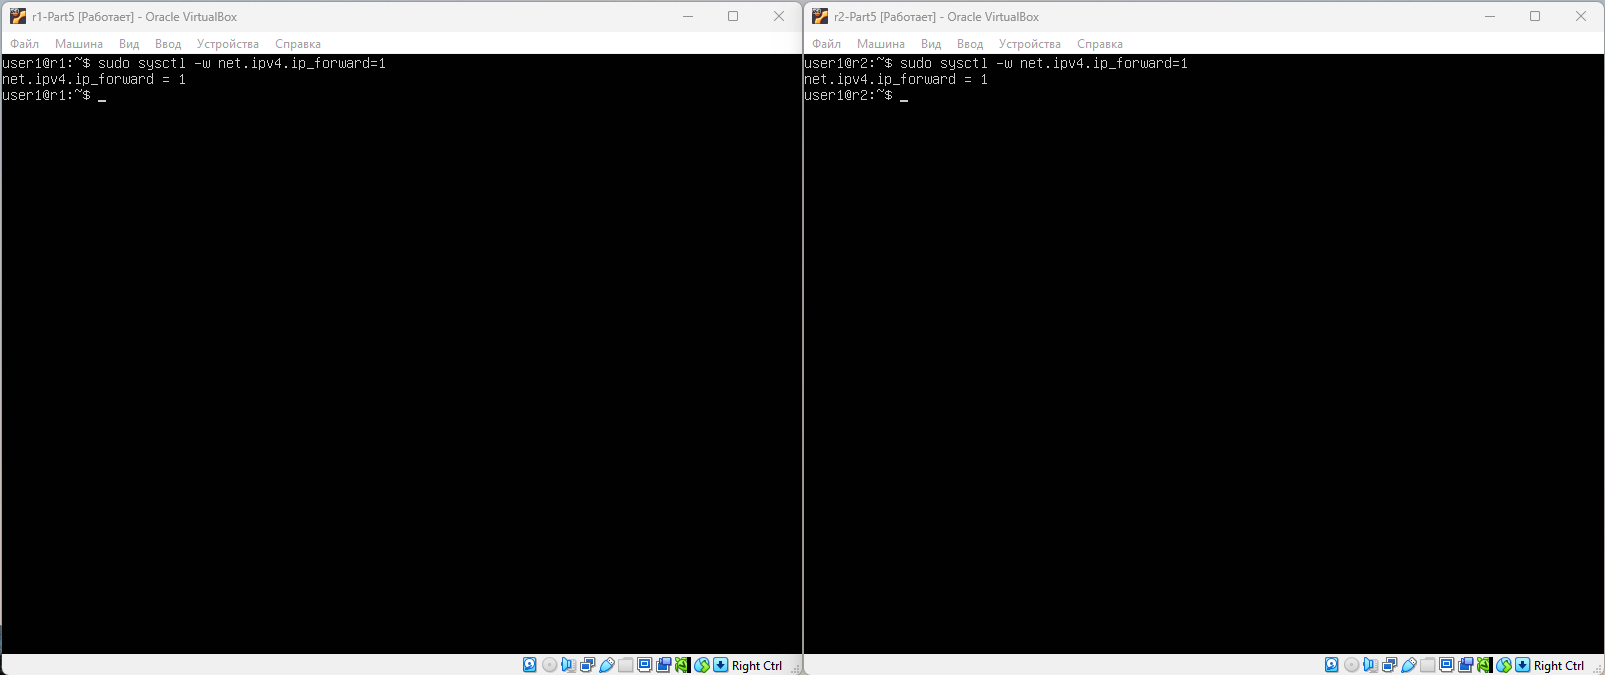 r1-Part5 [Работает] - Oracle VirtualBox
Файл Машина Вид Ввод Устройства Справка
user1@r1:~$ sudo sysctl -w net.ipv4.ip_forward=1
net.ipv4.ip_forward = 1
user1@r1:~$ _
Right Ctrl
r2-Part5 [Работает] - Oracle VirtualBox
Файл Машина Вид Ввод Устройства Справка
user1@r2:~$ sudo sysctl -w net.ipv4.ip_forward=1
net.ipv4.ip_forward = 1
user1@r2:~$ _
Right Ctrl